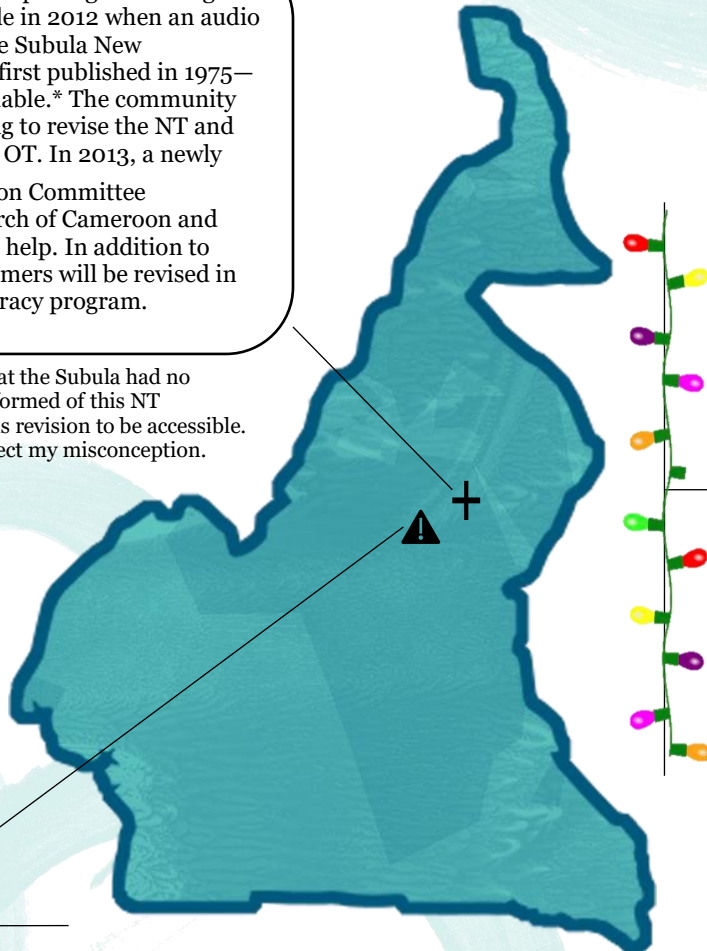 le in 2012 when an audio
e Subula New
first published in 1975—
able.* The community
g to revise the NT and
OT. In 2013, a newly
on Committee
rch of Cameroon and
help. In addition to
mers will be revised in
racy program.
at the Subula had no
formed of this NT
is revision to be accessible.
ect my misconception.